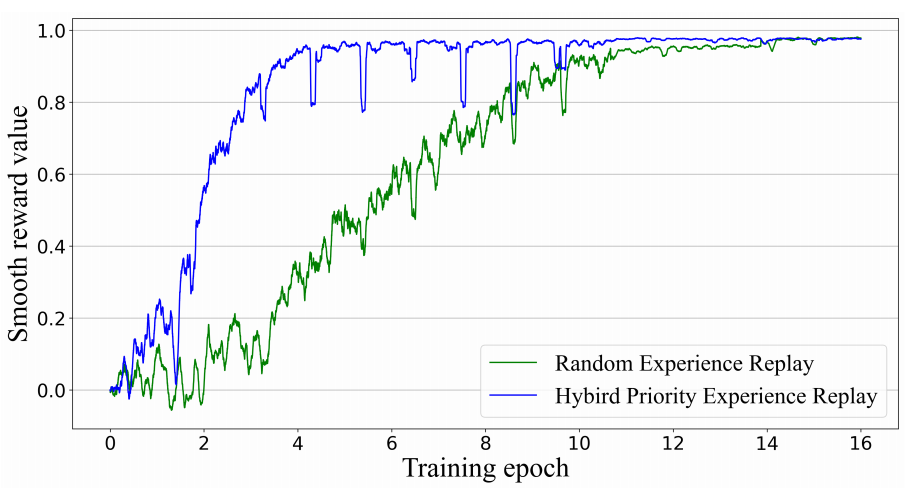 1.0
0.8
0.6
0.4
0.2
0.0
Smooth reward value
Random Experience Replay
Hybird Priority Experience Replay
0 2 4 6 8 10 12 14 16
Training epoch